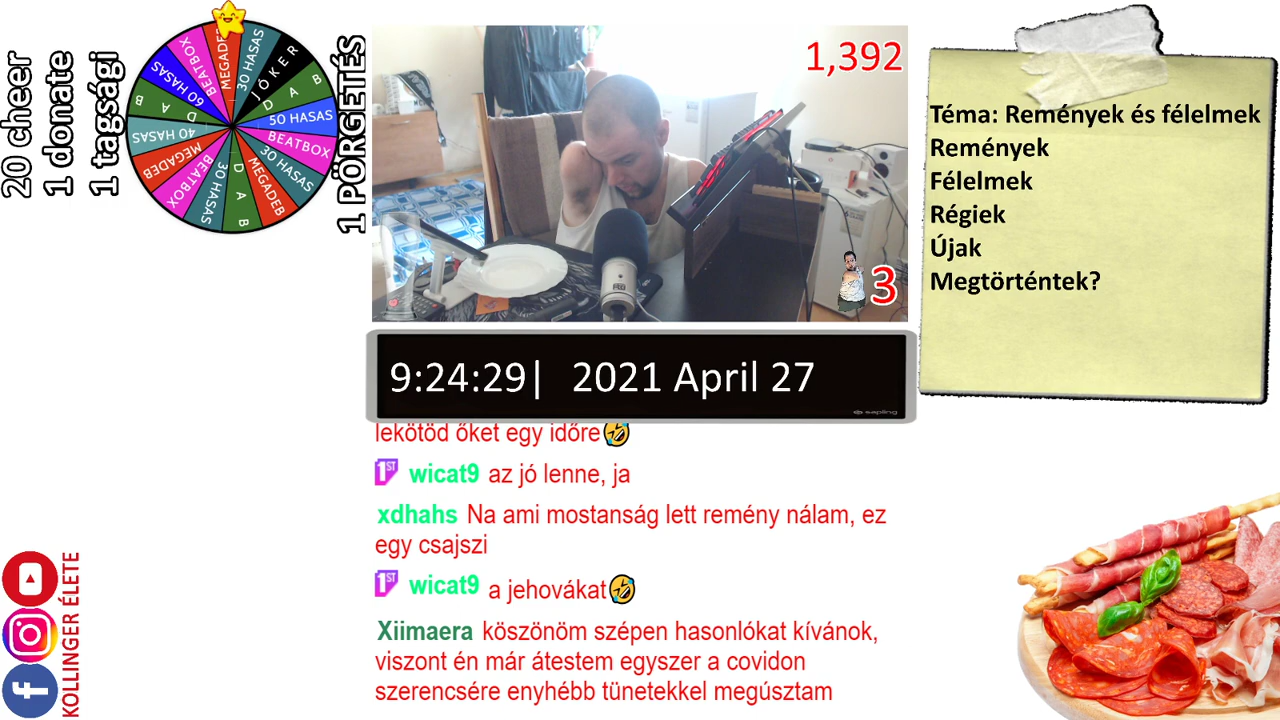 20 cheer
1 donate
1 tagsági
1 PÖRGETÉS
MEGADEB
30 HASAS
JÓKER
D A B
50 HASAS
BEATBOX
30 HASAS
MEGADEB
D A B
30 HASAS
BEATBOX
MEGADEB
40 HASAS
D A B
60 HASAS
BEATBOX
1,392
3
9:24:29| 2021 April 27
sapling
Téma: Remények és félelmek
Remények
Félelmek
Régiek
Újak
Megtörténtek?
lekötöd őket egy időre🤣
1ST wicat9 az jó lenne, ja
xdhahs Na ami mostanság lett remény nálam, ez
egy csajszi
1ST wicat9 a jehovákat🤣
Xiimaera köszönöm szépen hasonlókat kívánok,
viszont én már átestem egyszer a covidon
szerencsére enyhébb tünetekkel megúsztam
KOLLINGER ÉLETE